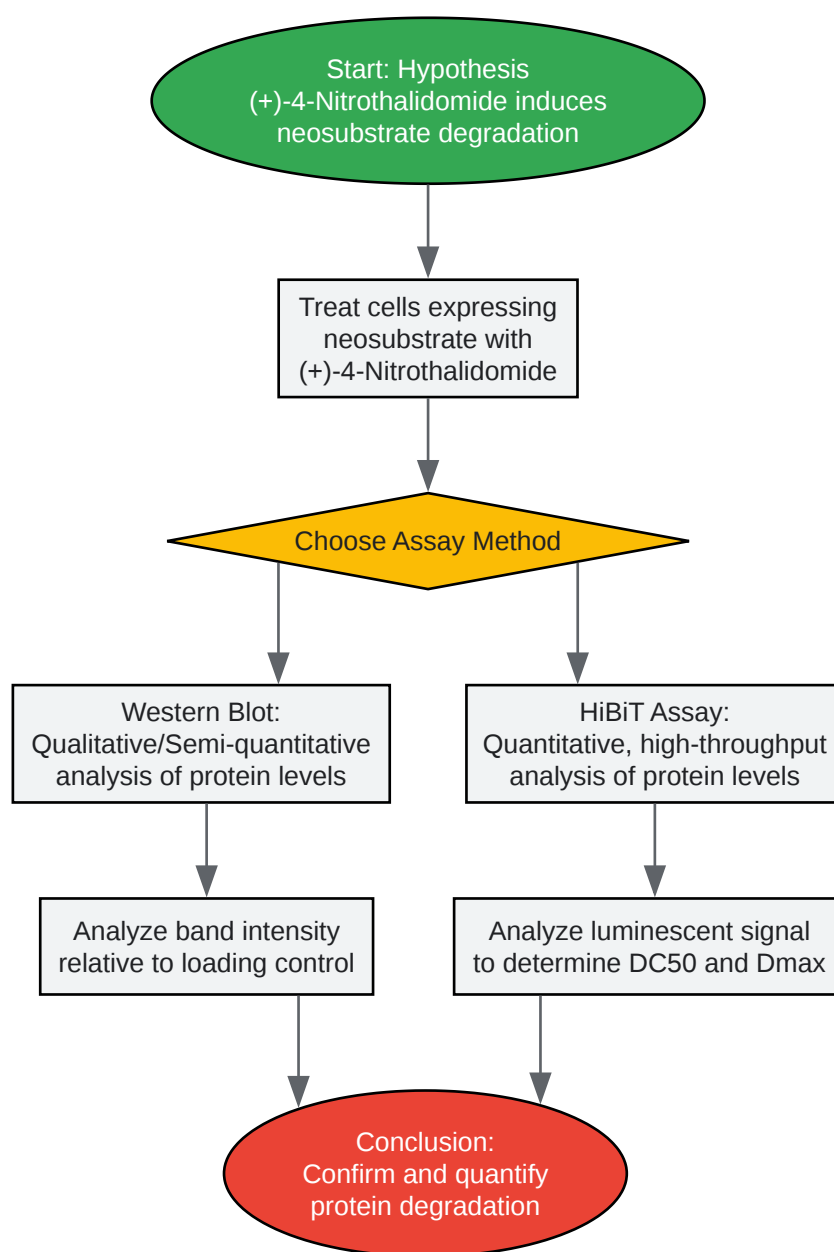 Start: Hypothesis
(+)-4-Nitrothalidomide induces
neosubstrate degradation
Treat cells expressing
neosubstrate with
(+)-4-Nitrothalidomide
Choose Assay Method
Western Blot:
Qualitative/Semi-quantitative
analysis of protein levels
HiBiT Assay:
Quantitative, high-throughput
analysis of protein levels
Analyze band intensity
relative to loading control
Analyze luminescent signal
to determine DC50 and Dmax
Conclusion:
Confirm and quantify
protein degradation